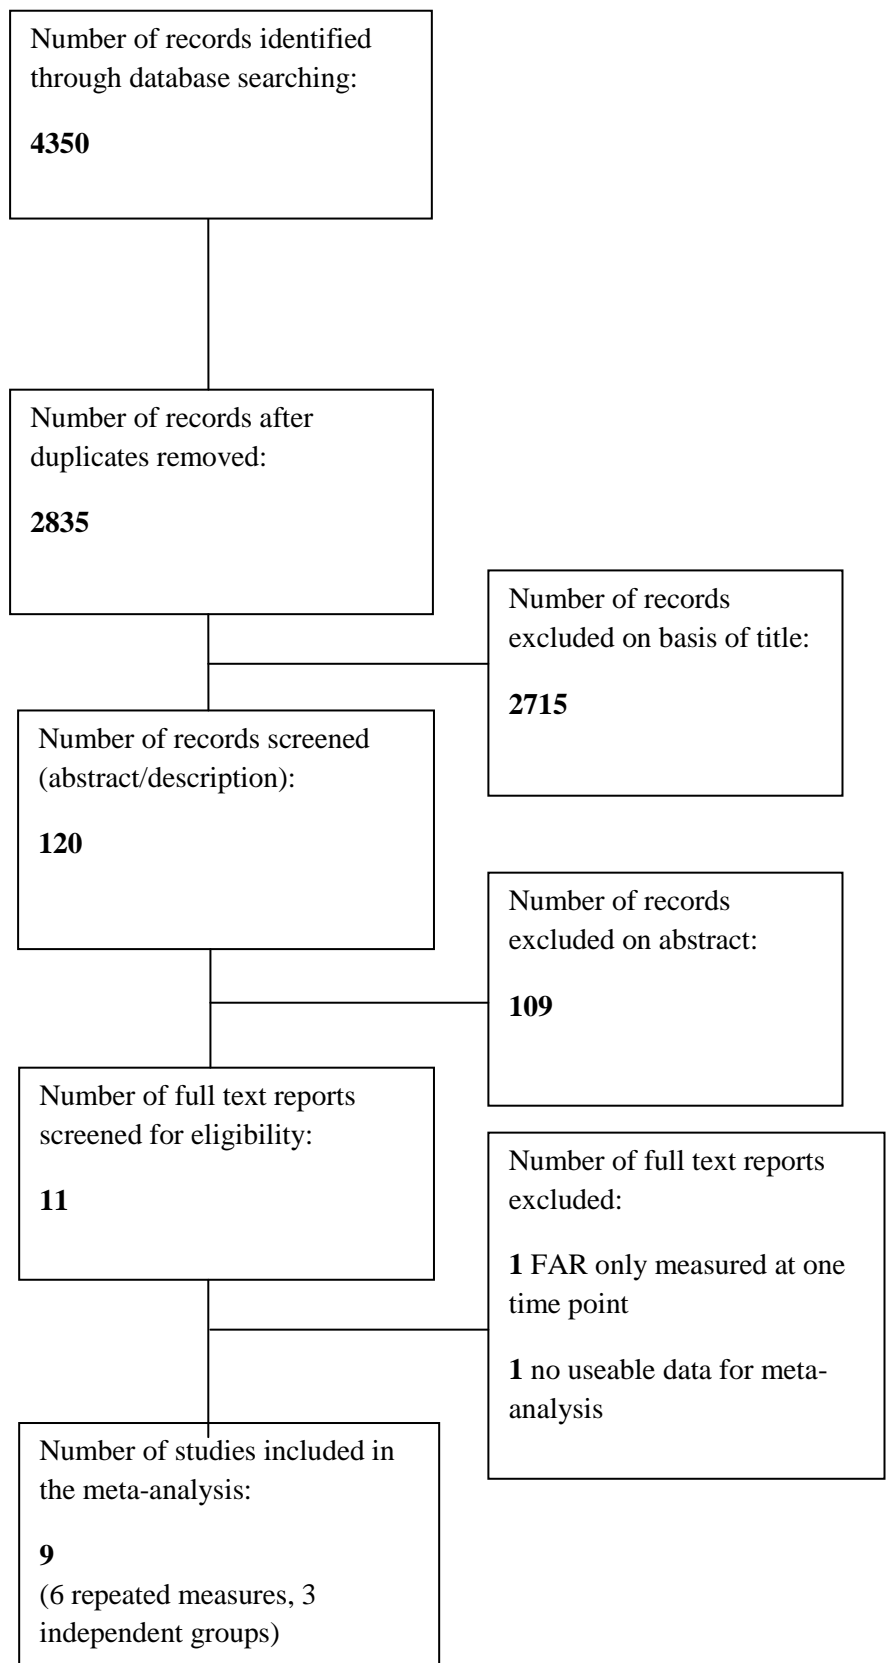 Number of records identified
through database searching:
4350
Number of records after
duplicates removed:
2835
Number of records
excluded on basis of title:
2715
Number of records screened
(abstract/description):
120
Number of records
excluded on abstract:
109
Number of full text reports
screened for eligibility:
11
Number of full text reports
excluded:
1 FAR only measured at one
time point
1 no useable data for meta-
analysis
Number of studies included in
the meta-analysis:
9
(6 repeated measures, 3
independent groups)